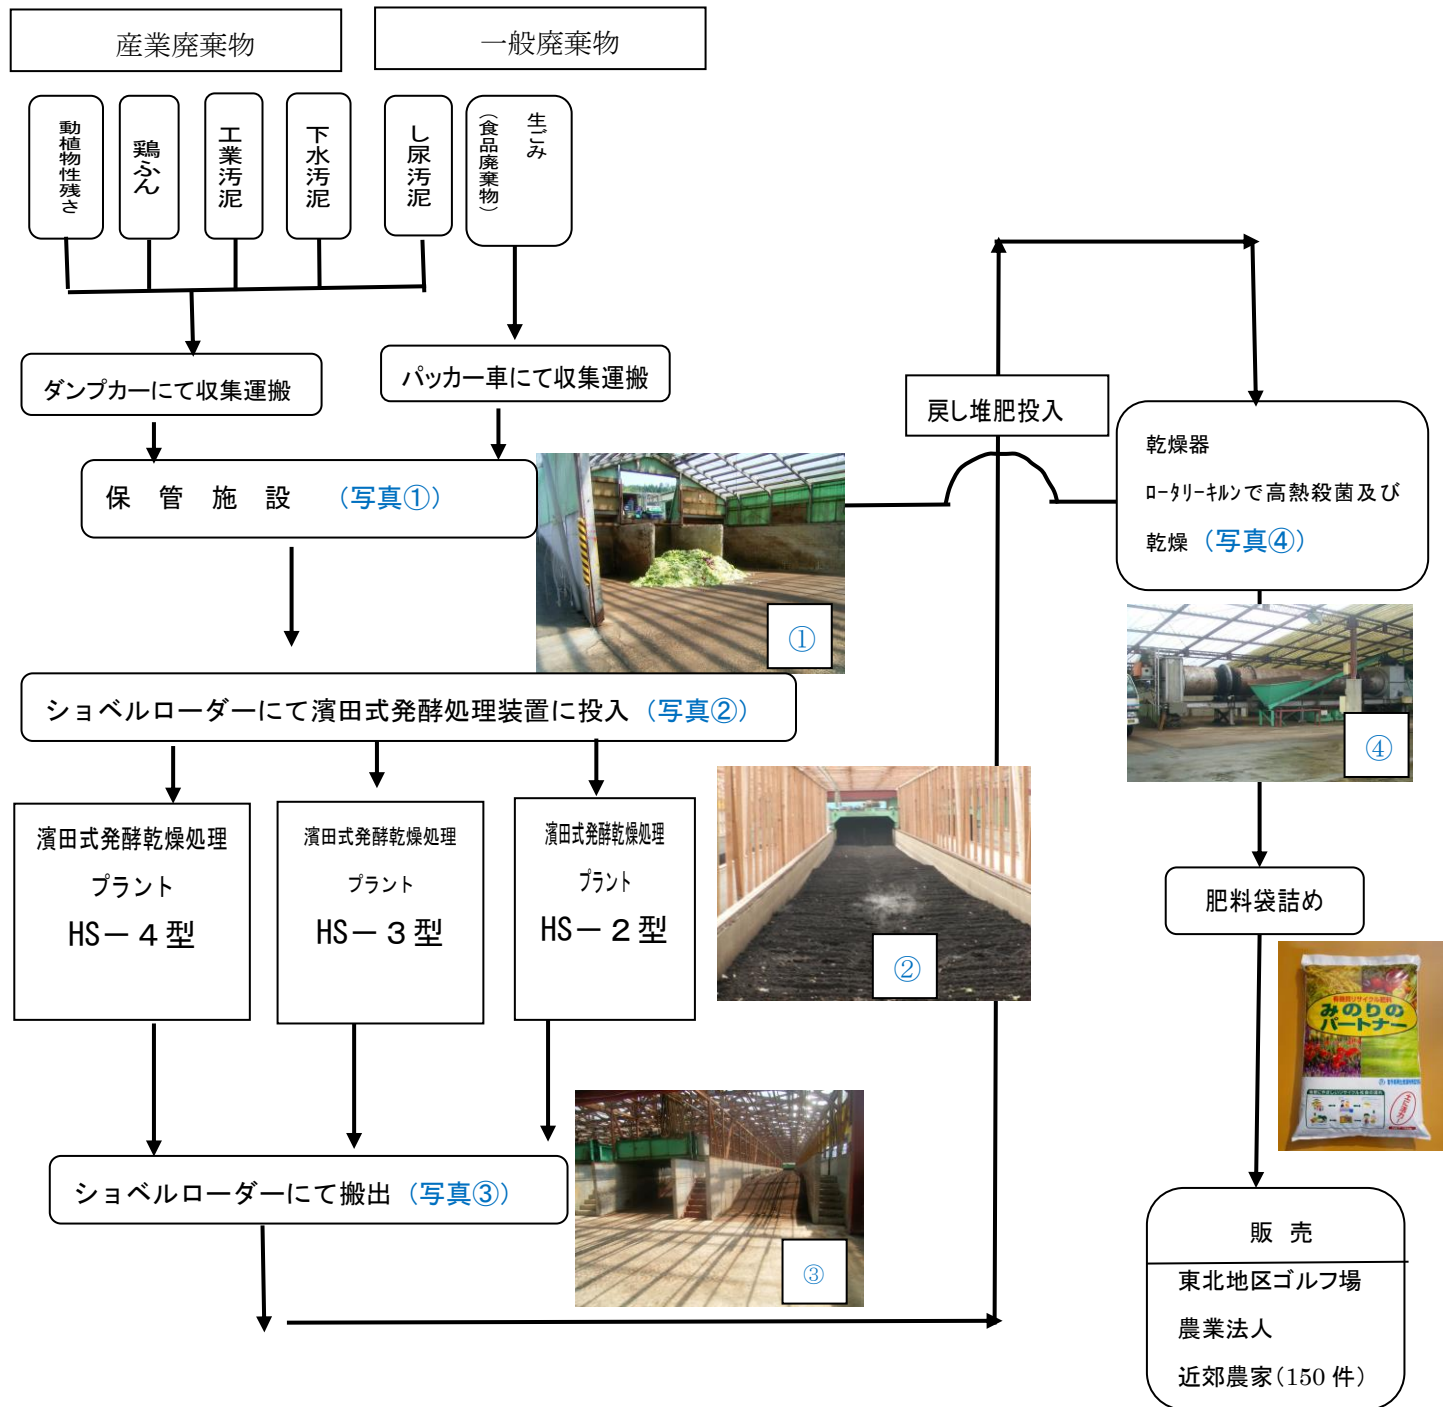 産業廃棄物
一般廃棄物
動植物性残さ
鶏ふん
工業汚泥
下水汚泥
し尿汚泥
生ごみ
（食品廃棄物）
ダンプカーにて収集運搬
パッカー車にて収集運搬
保管施設（写真①）
①
ショベルローダーにて濱田式発酵処理装置に投入（写真②）
濱田式発酵乾燥処理
プラント
HS－４型
濱田式発酵乾燥処理
プラント
HS－３型
濱田式発酵乾燥処理
プラント
HS－２型
②
ショベルローダーにて搬出（写真③）
③
戻し堆肥投入
乾燥器
ﾛｰﾀﾘｰｷﾙﾝで高熱殺菌及び
乾燥（写真④）
④
肥料袋詰め
有機質リサイクル肥料
みのりの
パートナー
販　売
東北地区ゴルフ場
農業法人
近郊農家（150 件）